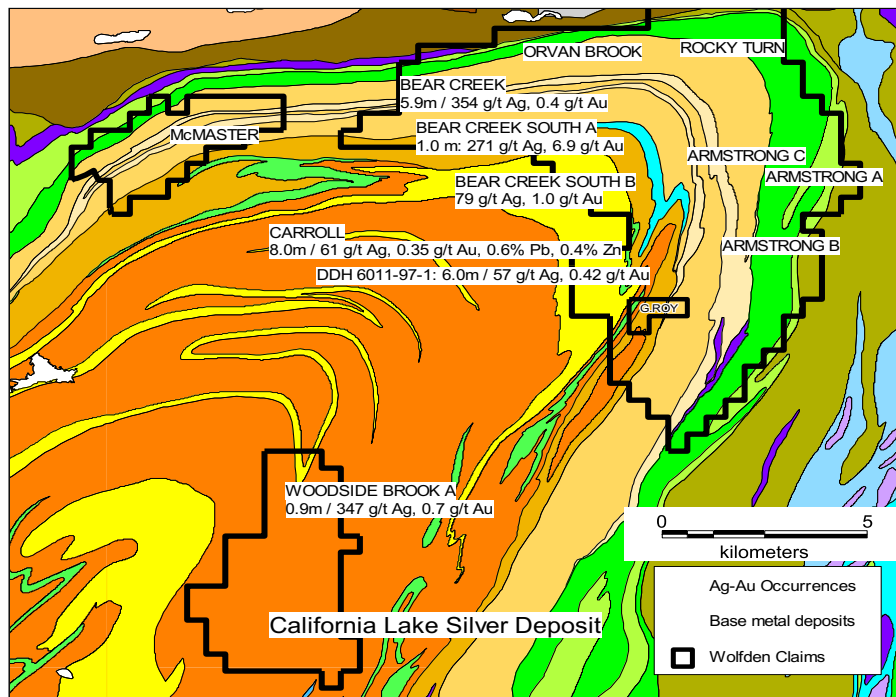 ORVAN BROOK
ROCKY TURN
BEAR CREEK
5.9m / 354 g/t Ag, 0.4 g/t Au
McMASTER
BEAR CREEK SOUTH A
1.0 m: 271 g/t Ag, 6.9 g/t Au
ARMSTRONG C
ARMSTRONG A
BEAR CREEK SOUTH B
79 g/t Ag, 1.0 g/t Au
CARROLL
8.0m / 61 g/t Ag, 0.35 g/t Au, 0.6% Pb, 0.4% Zn
ARMSTRONG B
DDH 6011-97-1: 6.0m / 57 g/t Ag, 0.42 g/t Au
G.ROY
WOODSIDE BROOK A
0.9m / 347 g/t Ag, 0.7 g/t Au
0 5
kilometers
Ag-Au Occurrences
Base metal deposits
Wolfden Claims
California Lake Silver Deposit